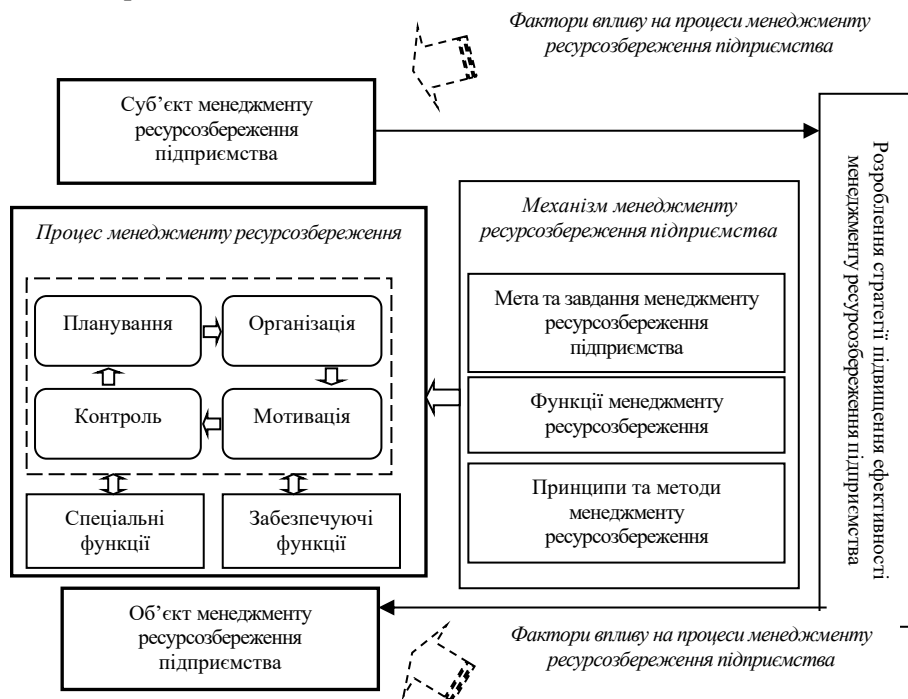 Фактори впливу на процеси менеджменту
ресурсозбереження підприємства
Суб’єкт менеджменту
ресурсозбереження
підприємства
Процес менеджменту ресурсозбереження
Планування
Організація
Контроль
Мотивація
Спеціальні
функції
Забезпечуючі
функції
Механізм менеджменту
ресурсозбереження підприємства
Мета та завдання менеджменту
ресурсозбереження
підприємства
Функції менеджменту
ресурсозбереження
Принципи та методи
менеджменту
ресурсозбереження
Розроблення стратегії підвищення ефективності
менеджменту ресурсозбереження підприємства
Об’єкт менеджменту
ресурсозбереження
підприємства
Фактори впливу на процеси менеджменту
ресурсозбереження підприємства